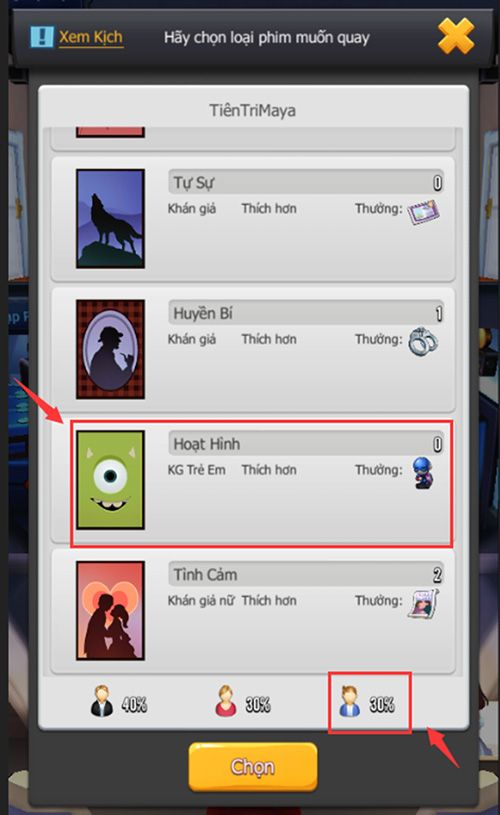 Xem Kịch Hãy chọn loại phim muốn quay
TiênTriMaya
Tự Sự 0
Khán giả Thích hơn Thưởng:
Huyền Bí 1
Khán giả Thích hơn Thưởng:
Hoạt Hình 0
KG Trẻ Em Thích hơn Thưởng:
Tình Cảm 2
Khán giả nữ Thích hơn Thưởng:
40% 30% 30%
Chọn